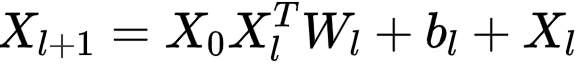 $X_{l+1} = X_0 X_l^T W_l + b_l + X_l$